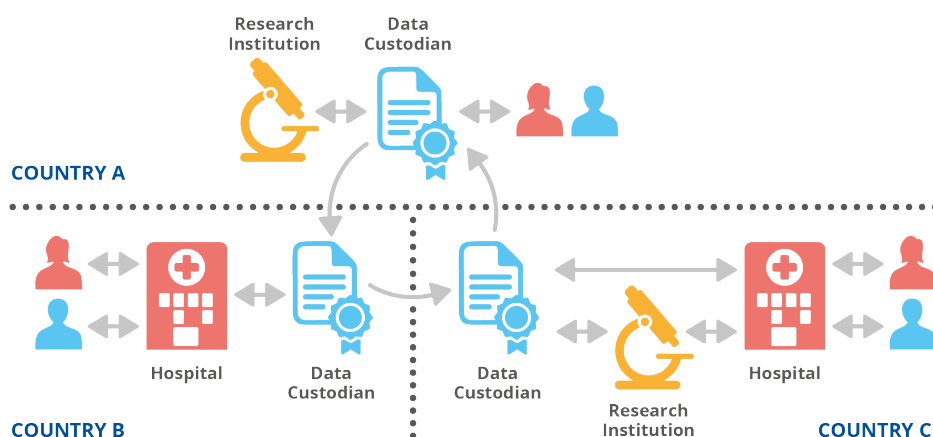 Research
Institution
Data
Custodian
COUNTRY A
Hospital
Data
Custodian
COUNTRY B
Data
Custodian
Research
Institution
Hospital
COUNTRY C